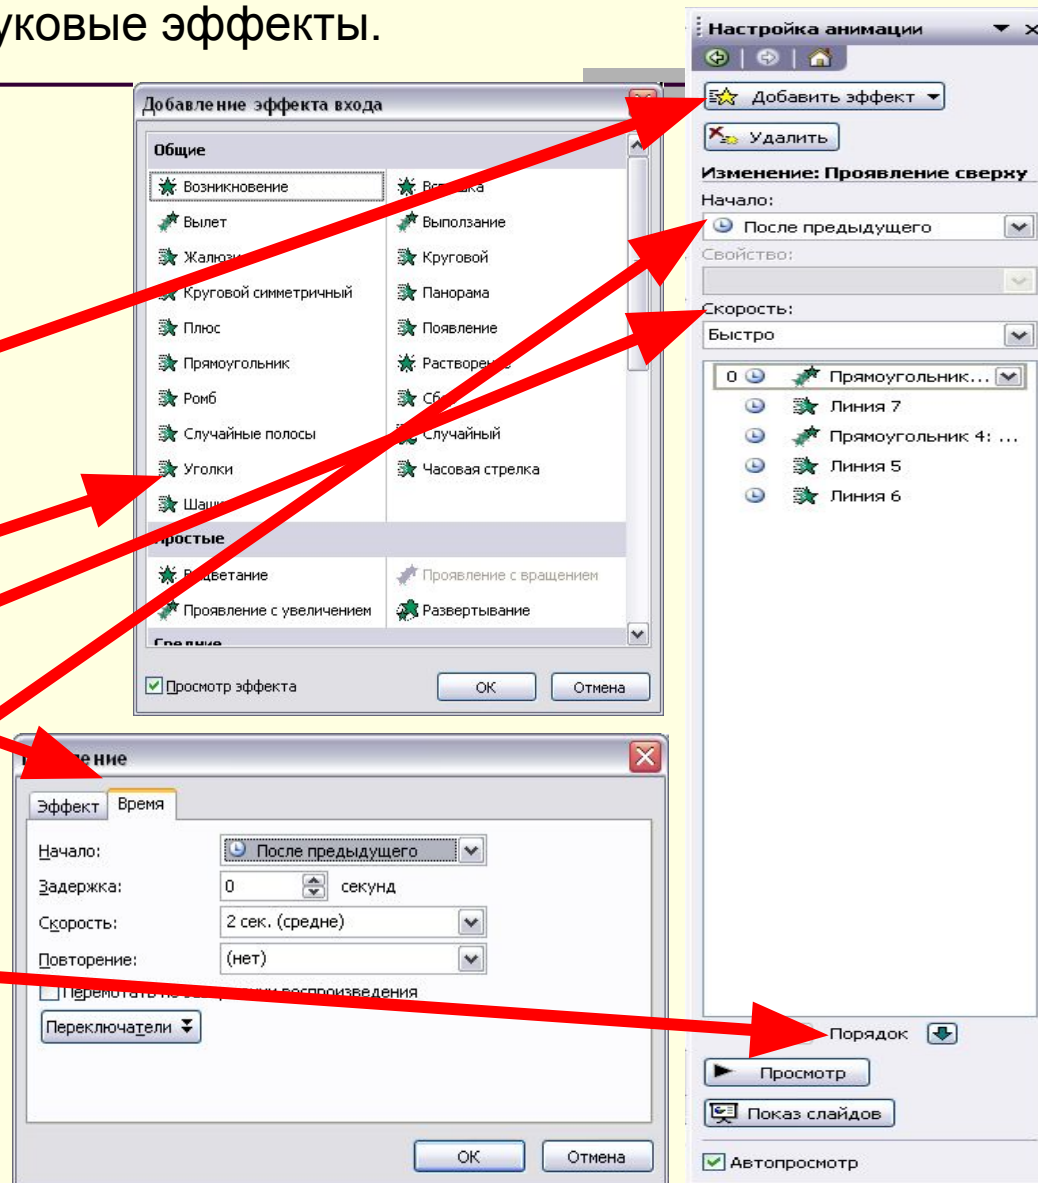 уковые эффекты.
Добавление эффекта входа
Общие
Возникновение
Вылет
Выползание
Жалюзи
Круговой
Круговой симметричный
Панорама
Плюс
Появление
Прямоугольник
Ромб
Случайные полосы
Случайный
Уголки
Часовая стрелка
Простые
Проявление с вращением
Проявление с увеличением
Развертывание
Средние
Просмотр эффекта
ОК
Отмена
Эффект
Время
Начало:
После предыдущего
Задержка:
0
секунд
Скорость:
2 сек. (средне)
Повторение:
(нет)
воспроизведения
Переключатели
ОК
Отмена
Настройка анимации
Добавить эффект
Удалить
Изменение: Проявление сверху
Начало:
После предыдущего
Свойство:
Скорость:
Быстро
0 Прямоугольник...
Линия 7
Прямоугольник 4: ...
Линия 5
Линия 6
Порядок
Просмотр
Показ слайдов
Автопросмотр